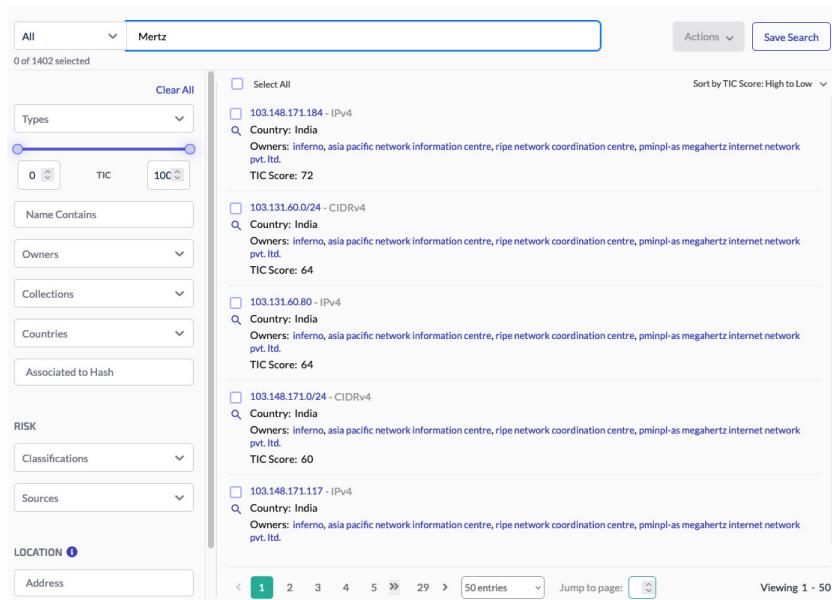 All
Mertz
Actions
Save Search
0 of 1402 selected
Clear All
Types
0
TIC
100
Name Contains
Owners
Collections
Countries
Associated to Hash
RISK
Classifications
Sources
LOCATION
Address
Select All
Sort by TIC Score: High to Low
103.148.171.184 - IPv4
Country: India
Owners: inferno, asia pacific network information centre, ripe network coordination centre, pminpl-as megahertz internet network
pvt. ltd.
TIC Score: 72
103.131.60.0/24 - CIDRv4
Country: India
Owners: inferno, asia pacific network information centre, ripe network coordination centre, pminpl-as megahertz internet network
pvt. ltd.
TIC Score: 64
103.131.60.80 - IPv4
Country: India
Owners: inferno, asia pacific network information centre, ripe network coordination centre, pminpl-as megahertz internet network
pvt. ltd.
TIC Score: 64
103.148.171.0/24 - CIDRv4
Country: India
Owners: inferno, asia pacific network information centre, ripe network coordination centre, pminpl-as megahertz internet network
pvt. ltd.
TIC Score: 60
103.148.171.117 - IPv4
Country: India
Owners: inferno, asia pacific network information centre, ripe network coordination centre, pminpl-as megahertz internet network
pvt. ltd.
< 1 2 3 4 5 >> 29 > 50 entries Jump to page: Viewing 1 - 50